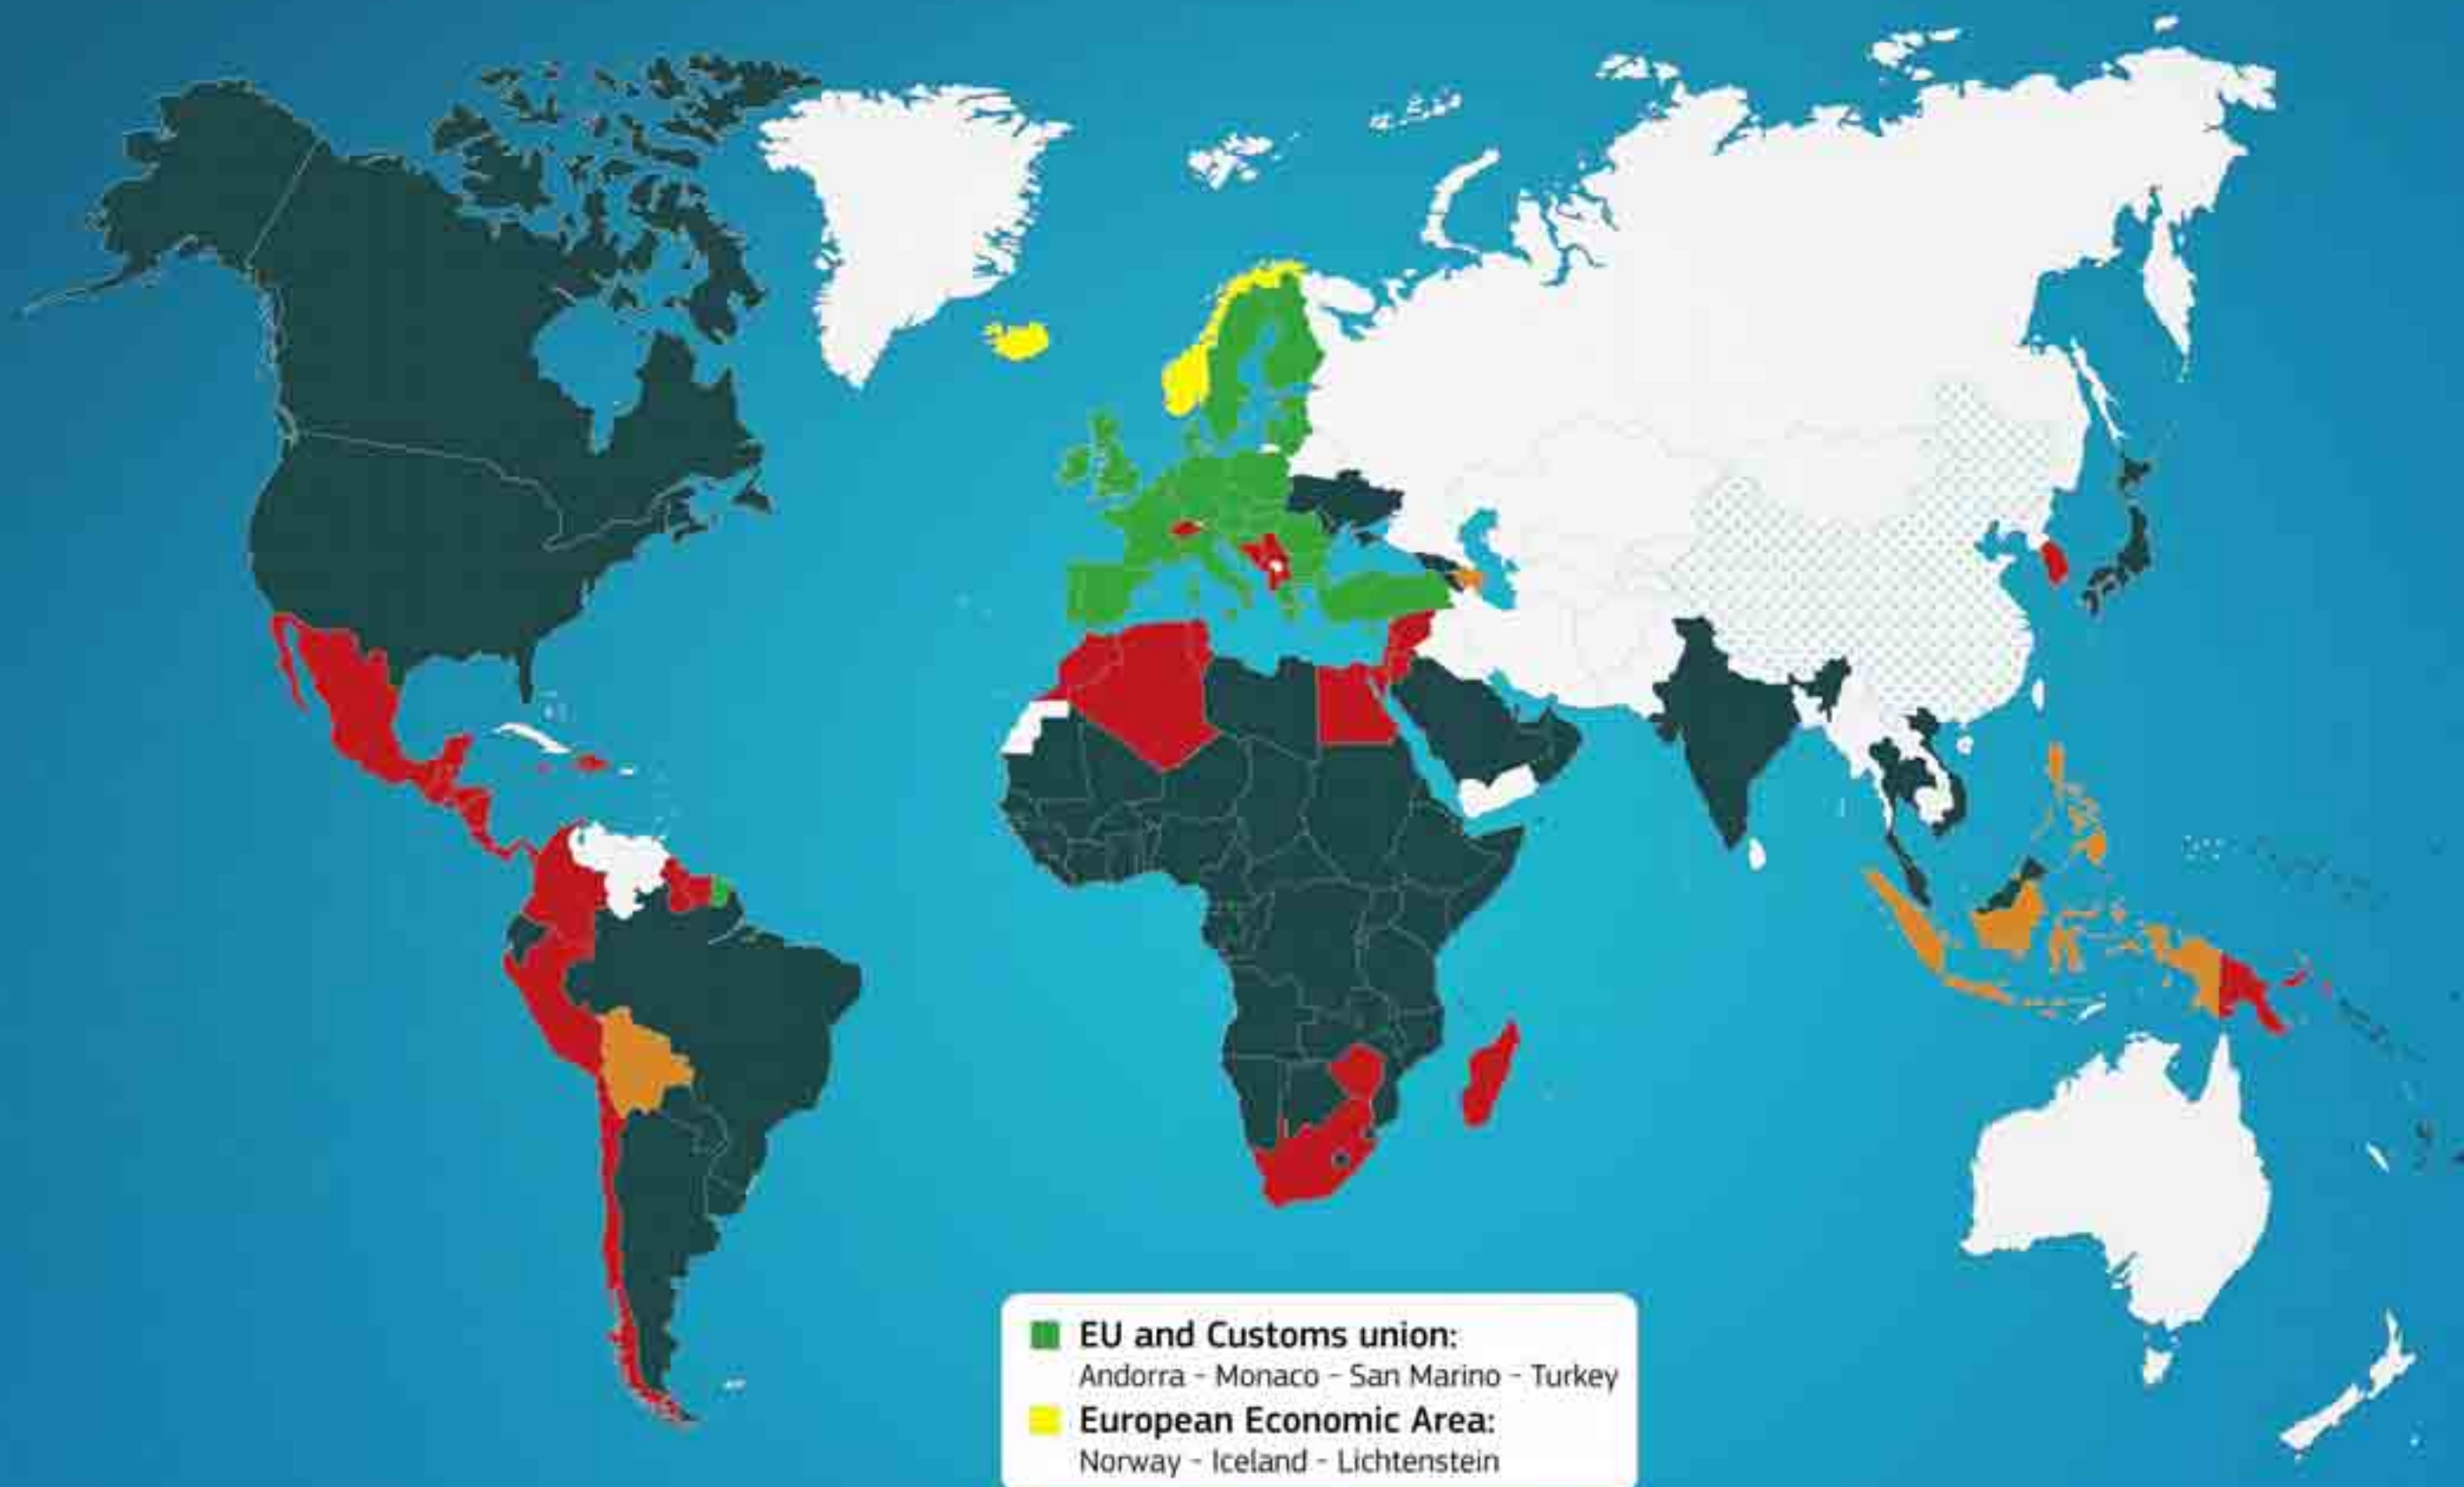 EU and Customs union:
Andorra - Monaco - San Marino - Turkey
European Economic Area:
Norway - Iceland - Lichtenstein